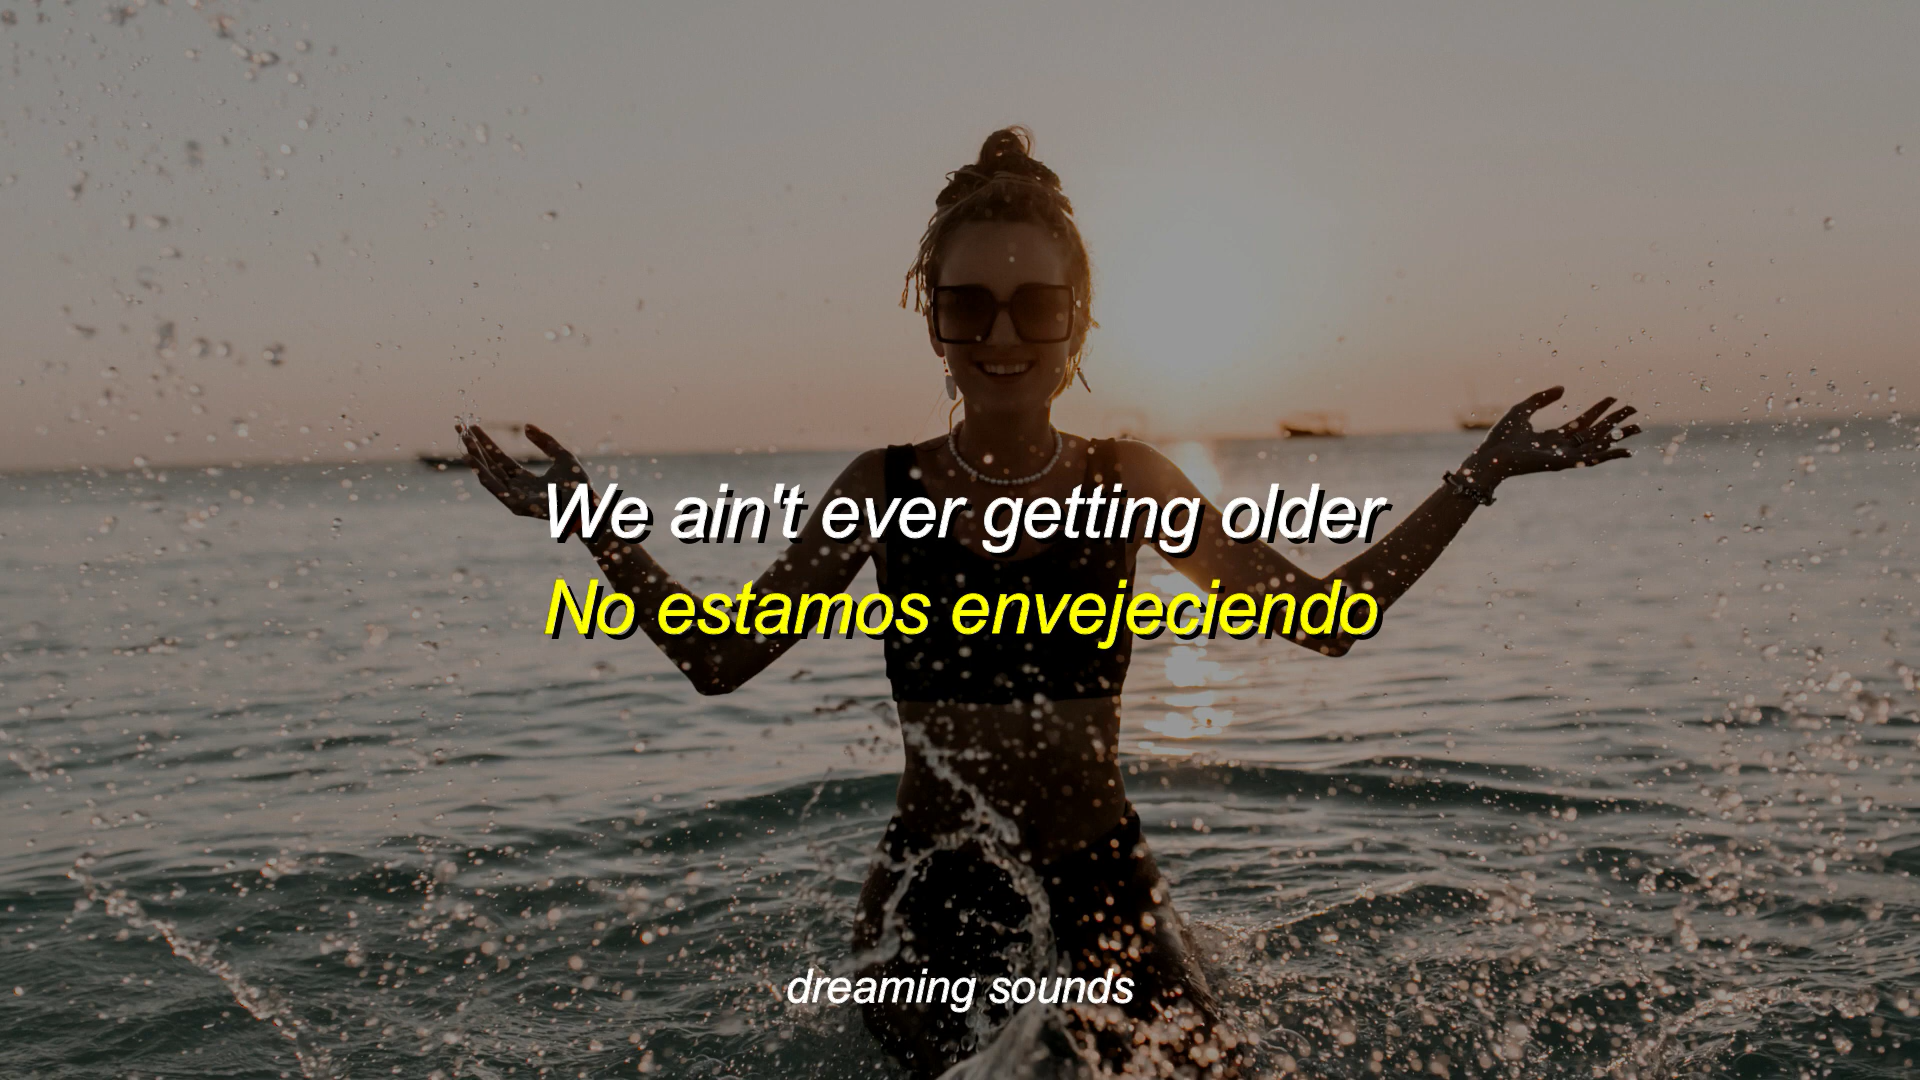 We ain't ever getting older
No estamos envejeciendo
dreaming sounds